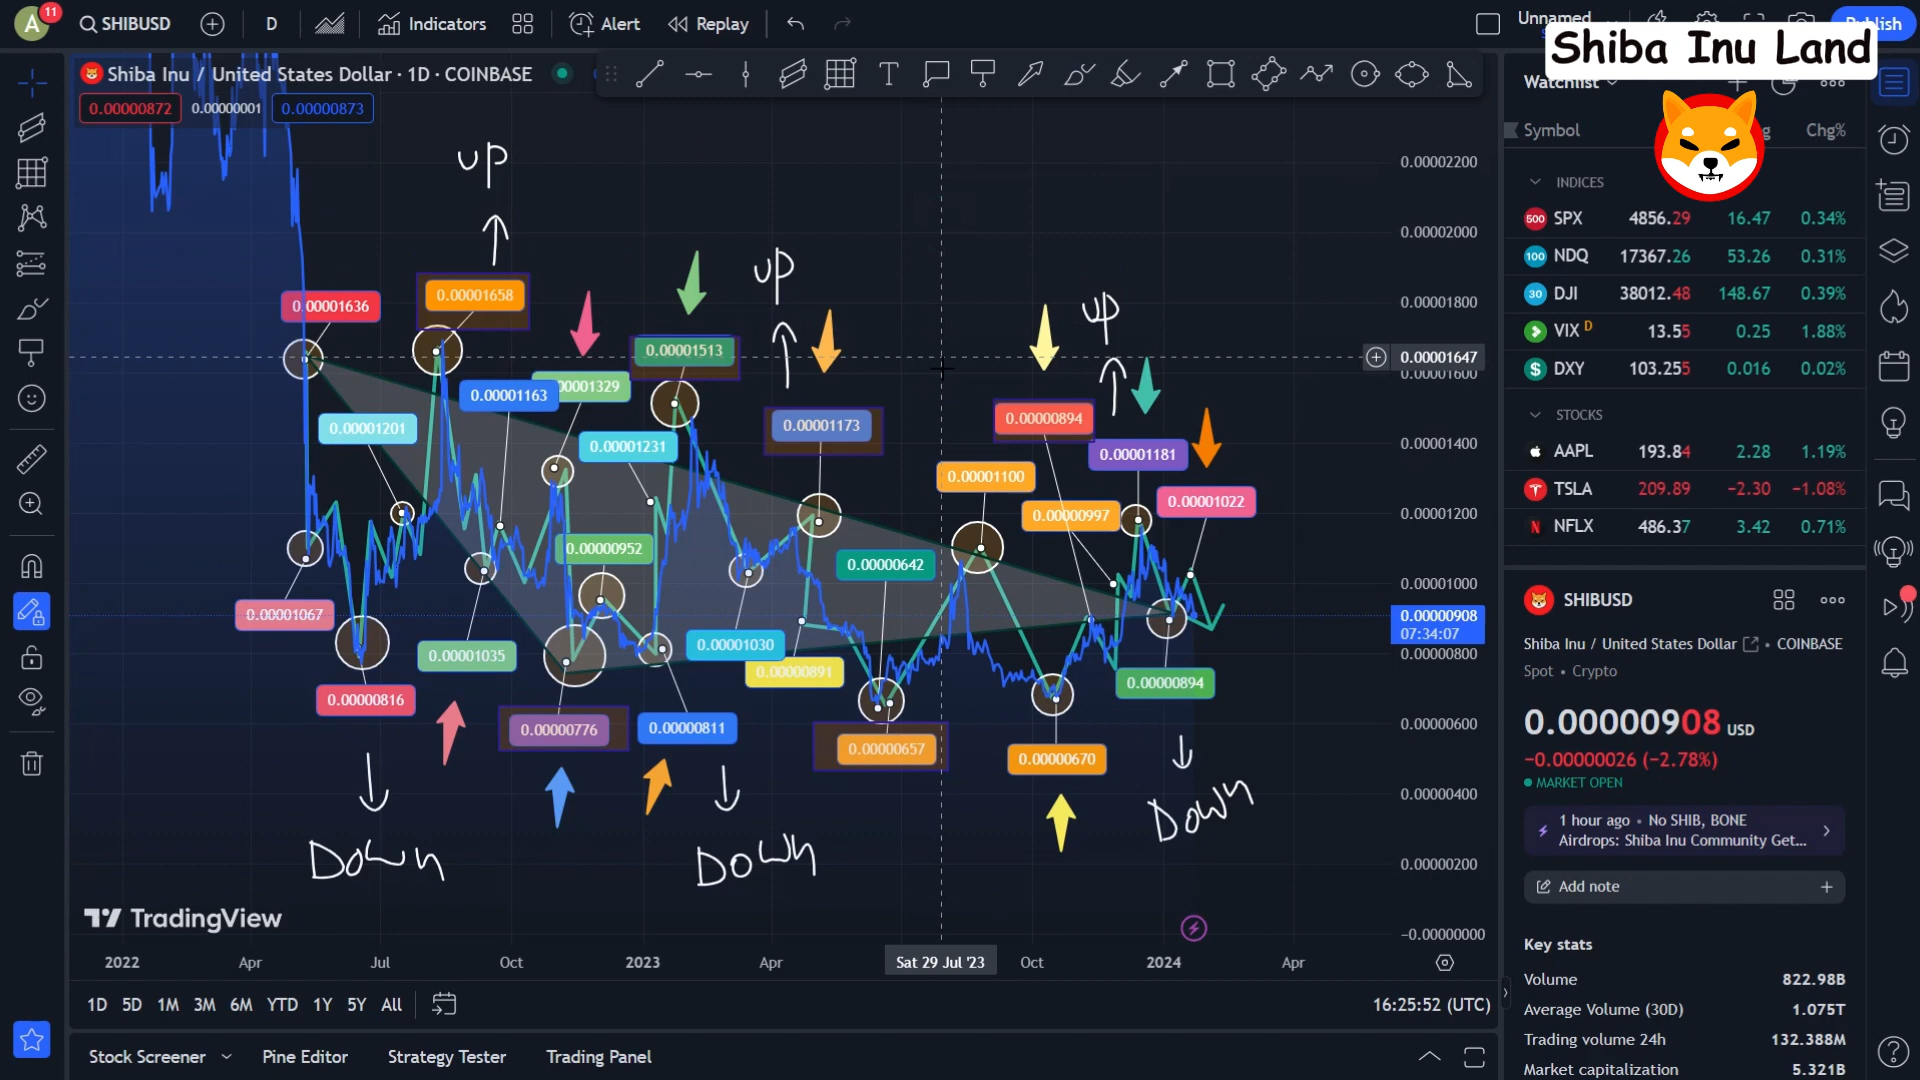 A
11
SHIBUSD
D
Indicators
Alert
Replay
Unnamed
Shiba Inu Land
Shiba Inu / United States Dollar · 1D · COINBASE
0.00000872
0.00000001
0.00000873
Watchlist
Symbol
Chg%
INDICES
500 SPX 4856.29 16.47 0.34%
100 NDQ 17367.26 53.26 0.31%
30 DJI 38012.48 148.67 0.39%
VIX D 13.55 0.25 1.88%
$ DXY 103.255 0.016 0.02%
STOCKS
AAPL 193.84 2.28 1.19%
TSLA 209.89 −2.30 −1.08%
N NFLX 486.37 3.42 0.71%
SHIBUSD
Shiba Inu / United States Dollar • COINBASE
Spot • Crypto
0.00000908 USD
−0.00000026 (−2.78%)
MARKET OPEN
1 hour ago • No SHIB, BONE
Airdrops: Shiba Inu Community Get...
Add note
Key stats
Volume 822.98B
Average Volume (30D) 1.075T
Trading volume 24h 132.388M
Market capitalization 5.321B
UP
UP
UP
0.00001636
0.00001658
0.00001201
0.00001163
0.00001329
0.00001513
0.00001231
0.00001173
0.00000894
0.00001181
0.00001100
0.00000997
0.00001022
0.00000952
0.00000642
0.00001067
0.00001035
0.00001030
0.00000891
0.00000894
0.00000816
0.00000776
0.00000811
0.00000657
0.00000670
Down
Down
Down
0.00002200
0.00002000
0.00001800
0.00001647
0.00001600
0.00001400
0.00001200
0.00001000
0.00000908
07:34:07
0.00000800
0.00000600
0.00000400
0.00000200
−0.00000000
TradingView
2022
Apr
Jul
Oct
2023
Apr
Sat 29 Jul '23
Oct
2024
Apr
1D 5D 1M 3M 6M YTD 1Y 5Y All
16:25:52 (UTC)
Stock Screener
Pine Editor
Strategy Tester
Trading Panel